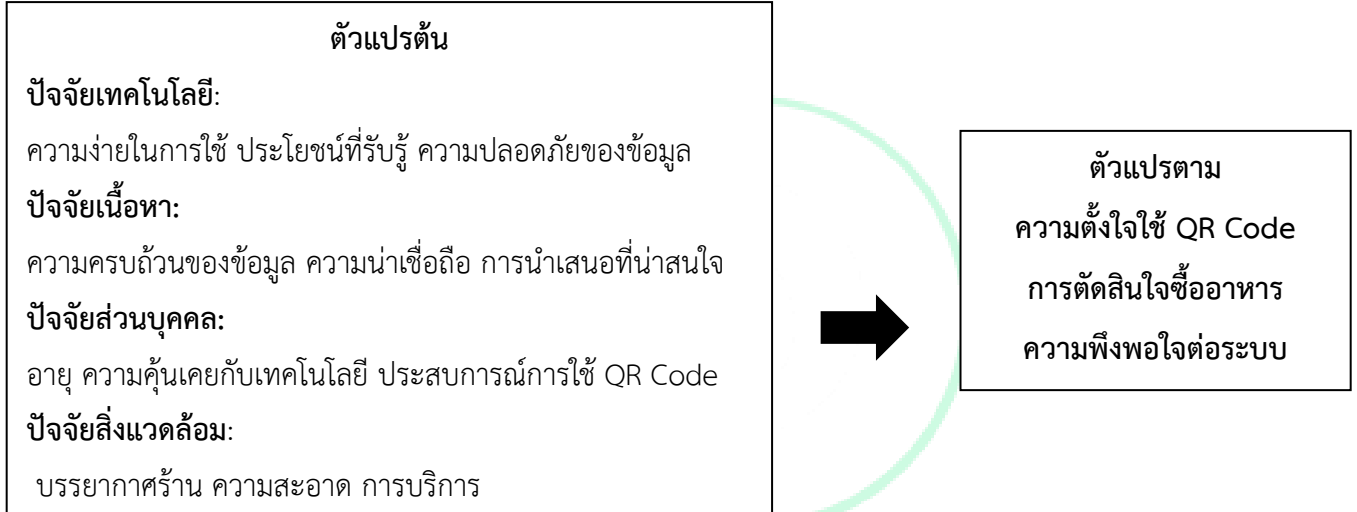 ตัวแปรต้น
ปัจจัยเทคโนโลยี:
ความง่ายในการใช้ ประโยชน์ที่รับรู้ ความปลอดภัยของข้อมูล
ปัจจัยเนื้อหา:
ความครบถ้วนของข้อมูล ความน่าเชื่อถือ การนำเสนอที่น่าสนใจ
ปัจจัยส่วนบุคคล:
อายุ ความคุ้นเคยกับเทคโนโลยี ประสบการณ์การใช้ QR Code
ปัจจัยสิ่งแวดล้อม:
บรรยากาศร้าน ความสะอาด การบริการ
ตัวแปรตาม
ความตั้งใจใช้ QR Code
การตัดสินใจซื้ออาหาร
ความพึงพอใจต่อระบบ